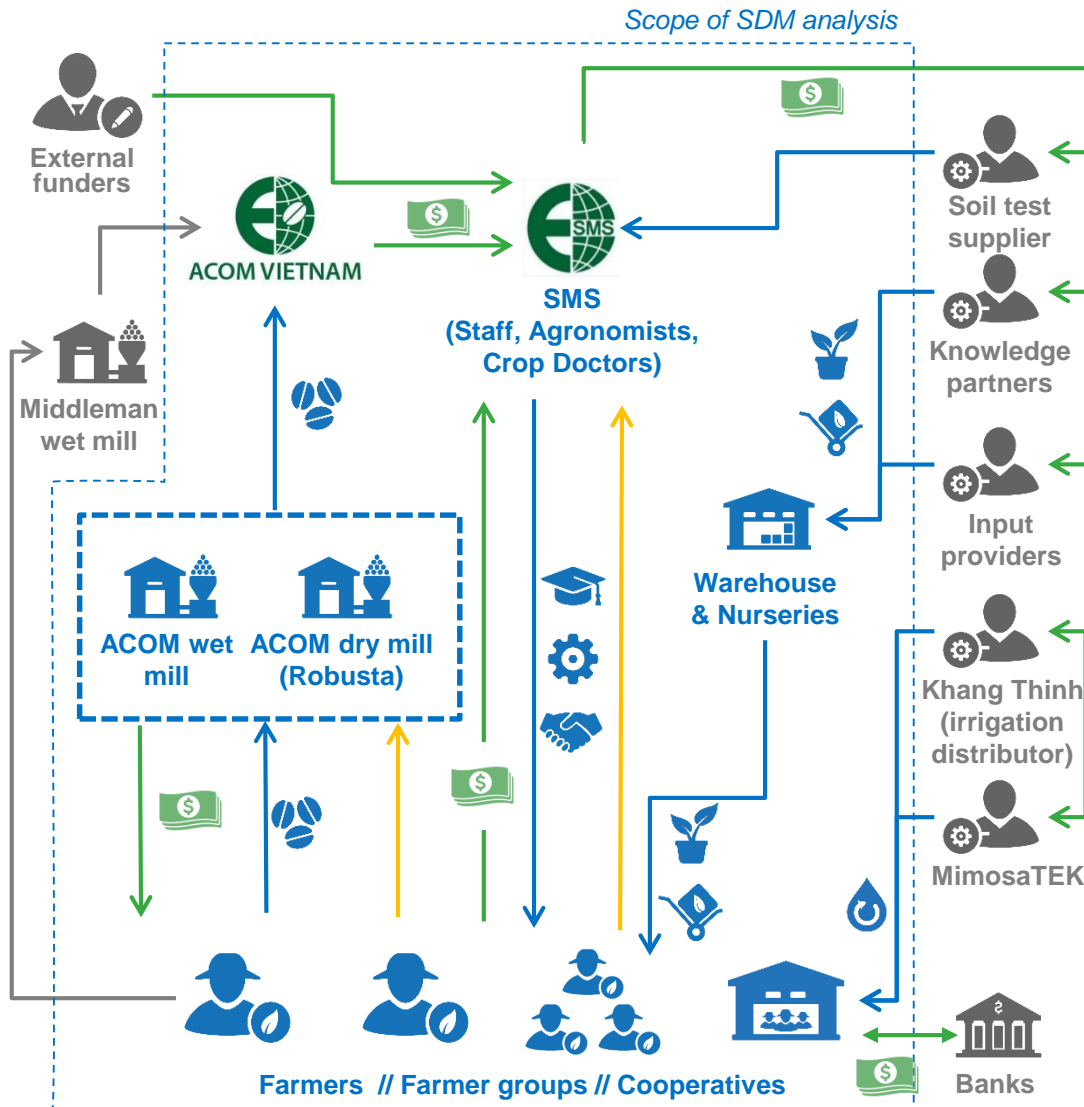 Scope of SDM analysis
$
External
funders
$
ACOM VIETNAM
SMS
SMS
(Staff, Agronomists,
Crop Doctors)
Soil test
supplier
Knowledge
partners
Middleman
wet mill
Input
providers
Warehouse
& Nurseries
ACOM wet
mill
ACOM dry mill
(Robusta)
Khang Thinh
(irrigation
distributor)
$
$
MimosaTEK
$
$
Farmers // Farmer groups // Cooperatives
Banks